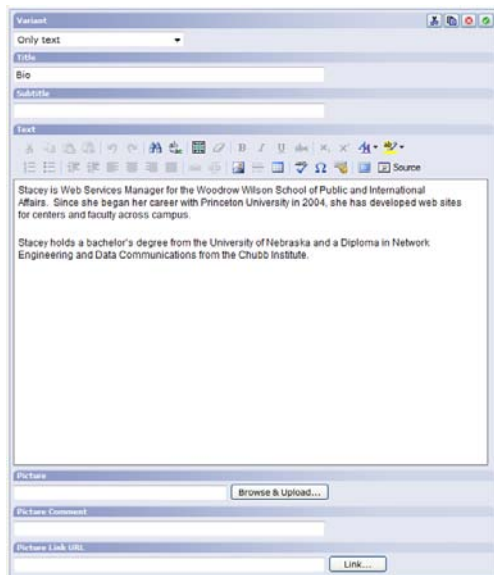 Variant
Only text
Title
Bio
Subtitle
Text
B I U abc x₂ x²
Source
Stacey is Web Services Manager for the Woodrow Wilson School of Public and International
Affairs. Since she began her career with Princeton University in 2004, she has developed web sites
for centers and faculty across campus.
Stacey holds a bachelor's degree from the University of Nebraska and a Diploma in Network
Engineering and Data Communications from the Chubb Institute.
Picture
Browse & Upload...
Picture Comment
Picture Link URL
Link...